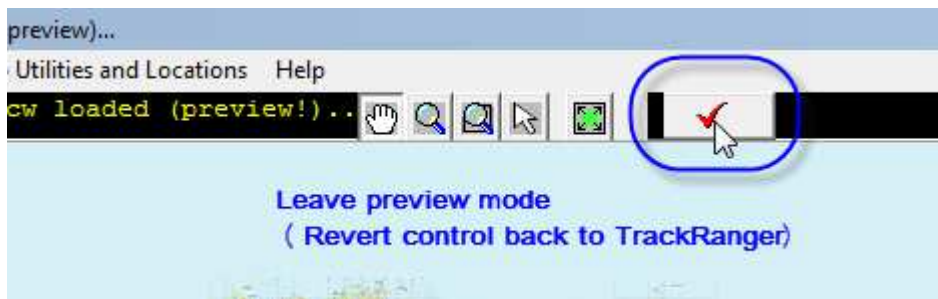 preview)...
Utilities and Locations Help
cw loaded (preview!)..
Leave preview mode
( Revert control back to TrackRanger)